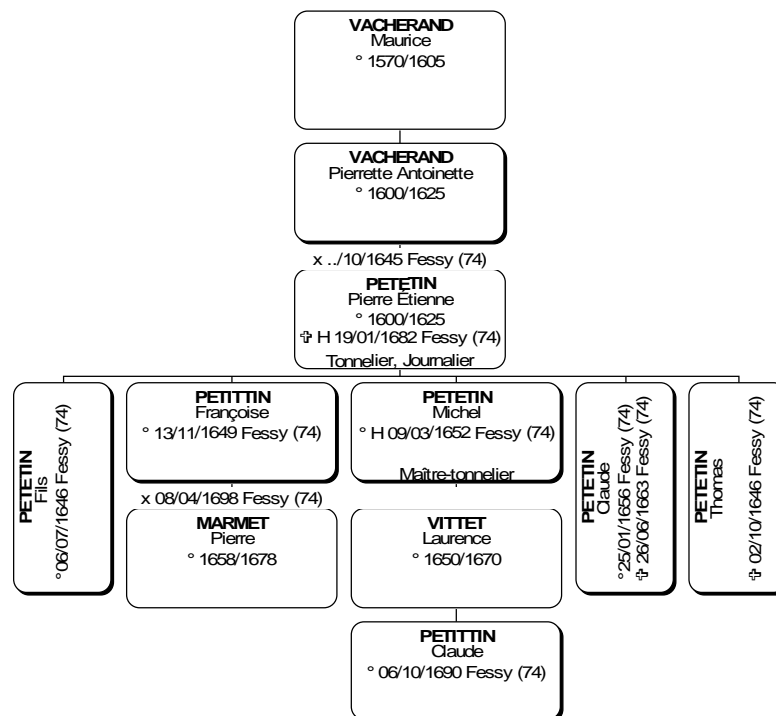 VACHERAND
Maurice
° 1570/1605
VACHERAND
Pierrette Antoinette
° 1600/1625
x ../10/1645 Fessy (74)
PETETIN
Pierre Étienne
° 1600/1625
✞ H 19/01/1682 Fessy (74)
Tonnelier, Journalier
PETETIN
Fils
°06/07/1646 Fessy (74)
PETITTIN
Françoise
° 13/11/1649 Fessy (74)
x 08/04/1698 Fessy (74)
MARMET
Pierre
° 1658/1678
PETETIN
Michel
° H 09/03/1652 Fessy (74)
Maître-tonnelier
VITTET
Laurence
° 1650/1670
PETITTIN
Claude
° 06/10/1690 Fessy (74)
PETETIN
Claude
°25/01/1656 Fessy (74)
✞ 26/06/1663 Fessy (74)
PETETIN
Thomas
✞ 02/10/1646 Fessy (74)